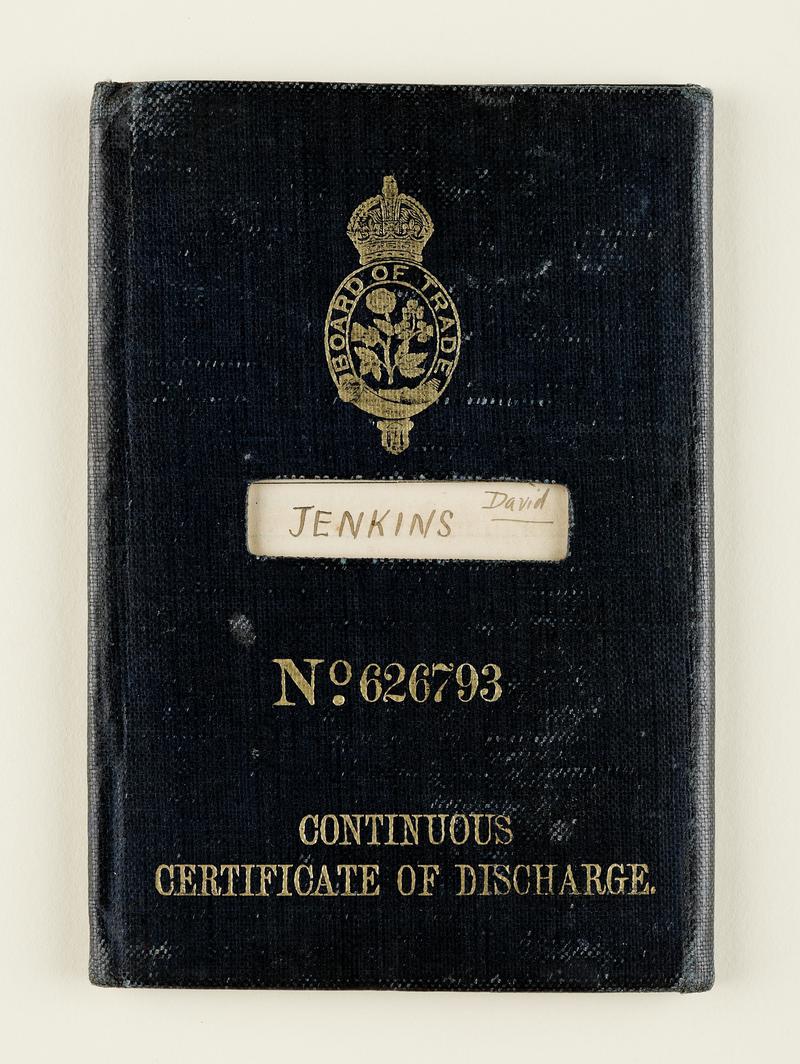 BOARD OF TRADE
David
JENKINS
Nº 626793
CONTINUOUS
CERTIFICATE OF DISCHARGE.